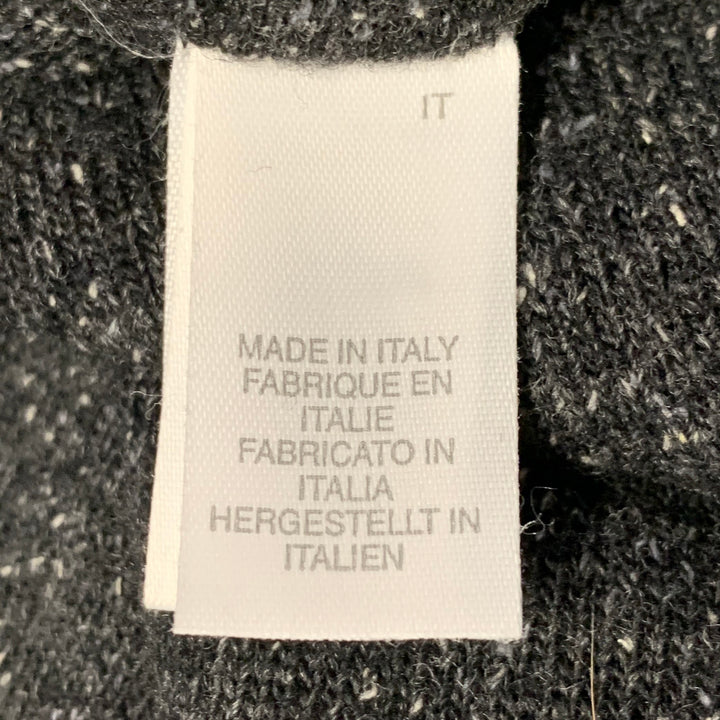 IT
MADE IN ITALY
FABRIQUE EN
ITALIE
FABRICATO IN
ITALIA
HERGESTELLT IN
ITALIEN